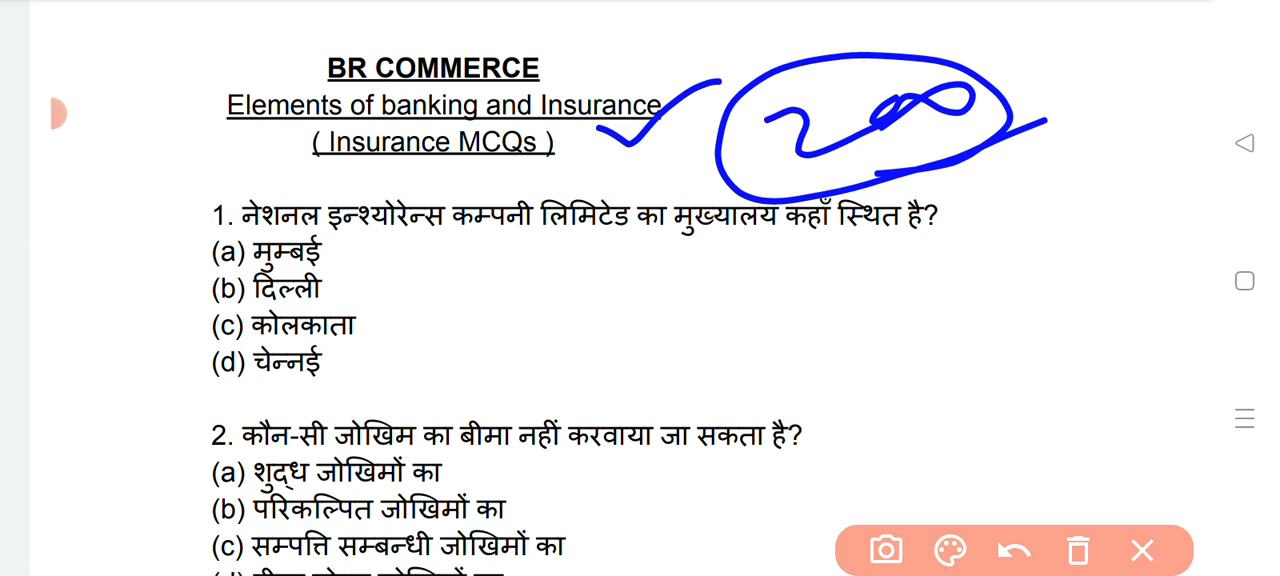 BR COMMERCE
Elements of banking and Insurance
( Insurance MCQs )
200
1. नेशनल इन्श्योरेन्स कम्पनी लिमिटेड का मुख्यालय कहाँ स्थित है?
(a) मुम्बई
(b) दिल्ली
(c) कोलकाता
(d) चेन्नई
2. कौन-सी जोखिम का बीमा नहीं करवाया जा सकता है?
(a) शुद्ध जोखिमों का
(b) परिकल्पित जोखिमों का
(c) सम्पत्ति सम्बन्धी जोखिमों का